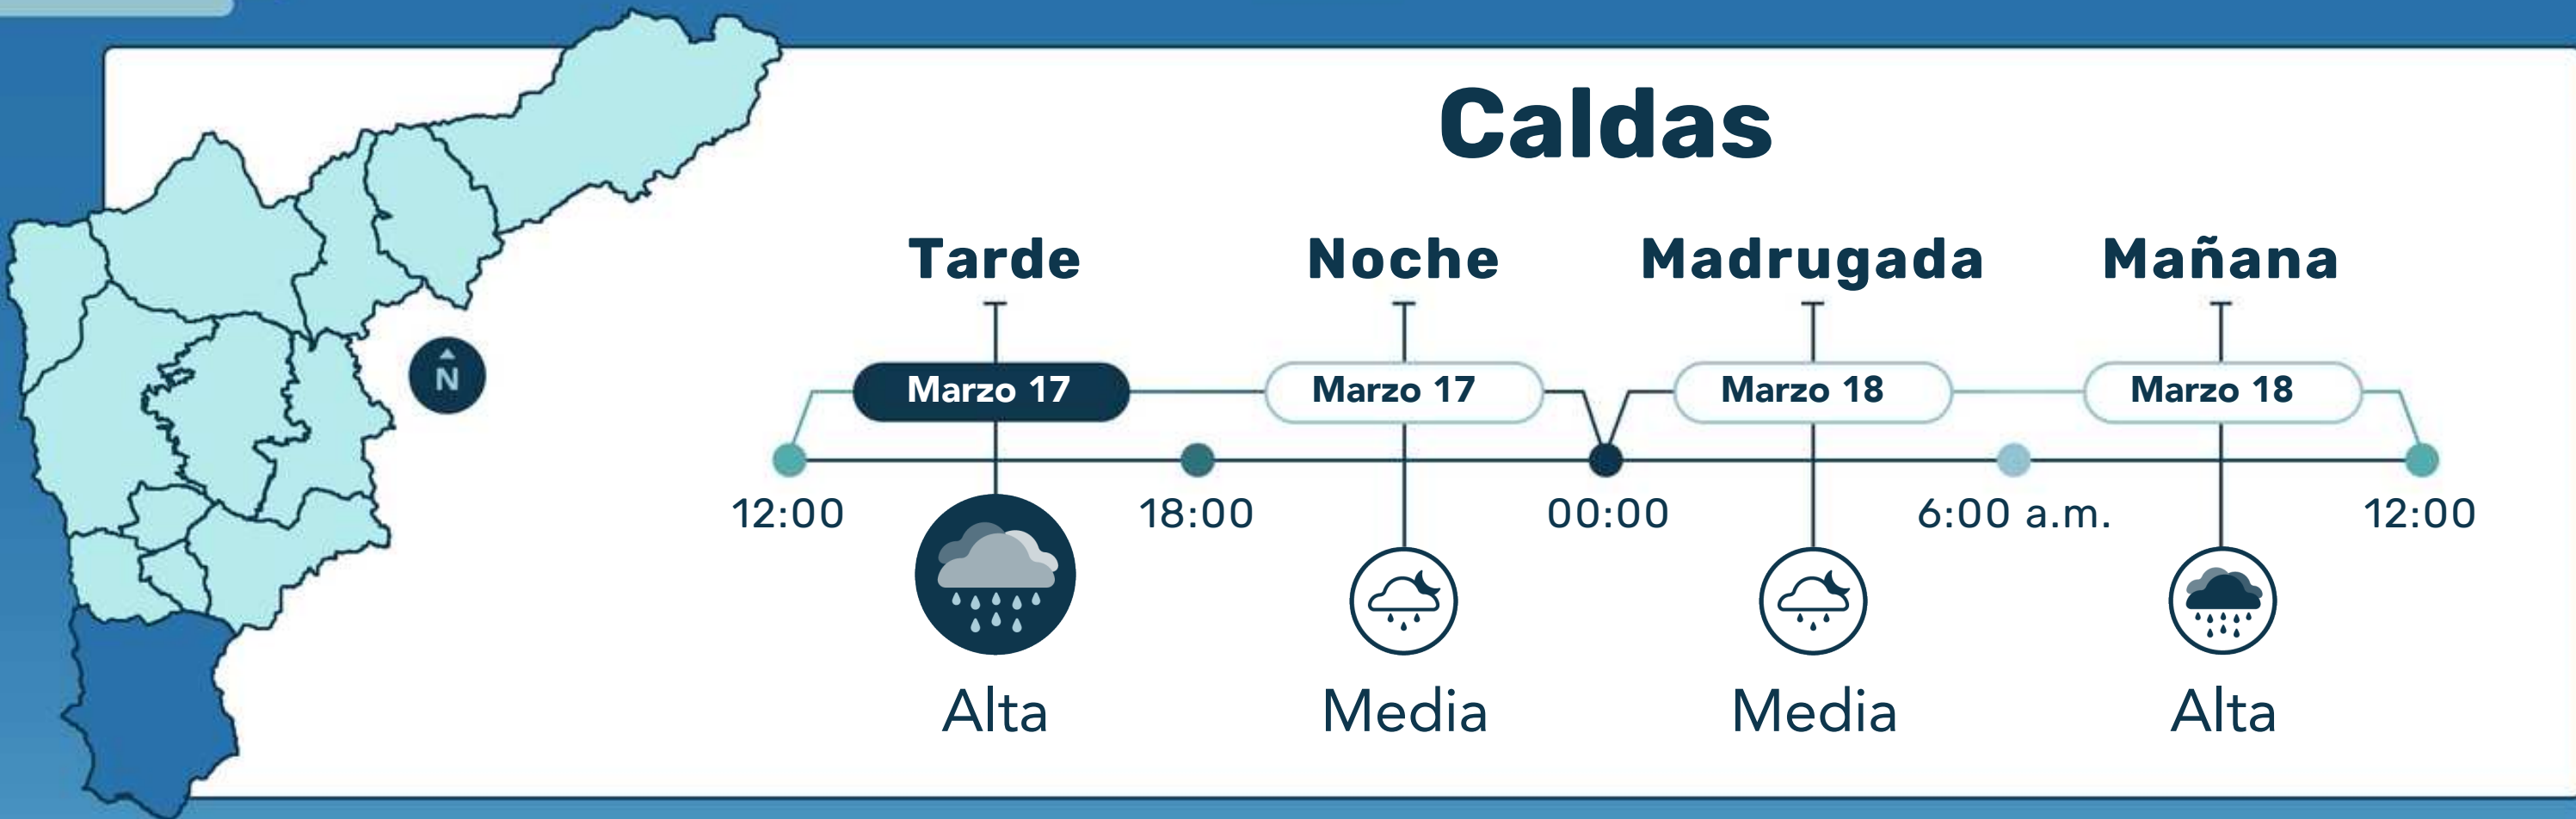 Caldas
Tarde Noche Madrugada Mañana
Marzo 17 Marzo 17 Marzo 18 Marzo 18
N
12:00 18:00 00:00 6:00 a.m. 12:00
Alta Media Media Alta